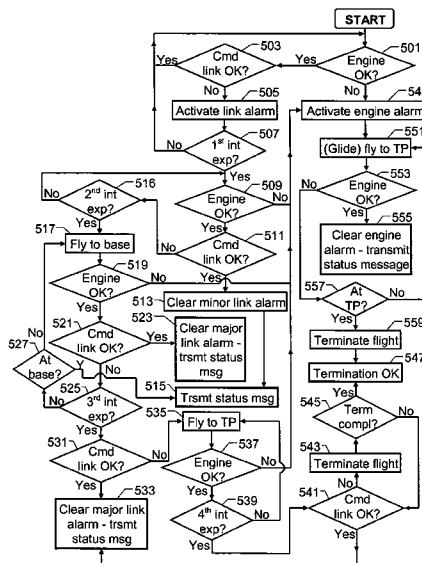 START
503
Cmd
link OK?
Yes
Yes
501
Engine
OK?
No
No
505
Activate link alarm
54
Activate engine alarm
551
507
1st int
exp?
No
Yes
(Glide) fly to TP
553
Engine
OK?
No
Yes
516
2nd int
exp?
No
Yes
509
Engine
OK?
No
Yes
555
Clear engine
alarm - transmit
status message
517
Fly to base
511
Cmd
link OK?
No
Yes
519
Engine
OK?
No
Yes
513
Clear minor link alarm
557
At
TP?
No
Yes
521
Cmd
link OK?
Yes
No
523
Clear major
link alarm -
trsmt status
msg
559
Terminate flight
547
Termination OK
527
At
base?
No
Y
515
Trsmt status msg
525
3rd int
exp?
No
Yes
535
Fly to TP
545
Term
compl?
Yes
No
531
Cmd
link OK?
No
Yes
537
Engine
OK?
No
Yes
543
Terminate flight
No
533
Clear major link
alarm - trsmt
status msg
539
4th int
exp?
No
Yes
541
Cmd
link OK?
Yes